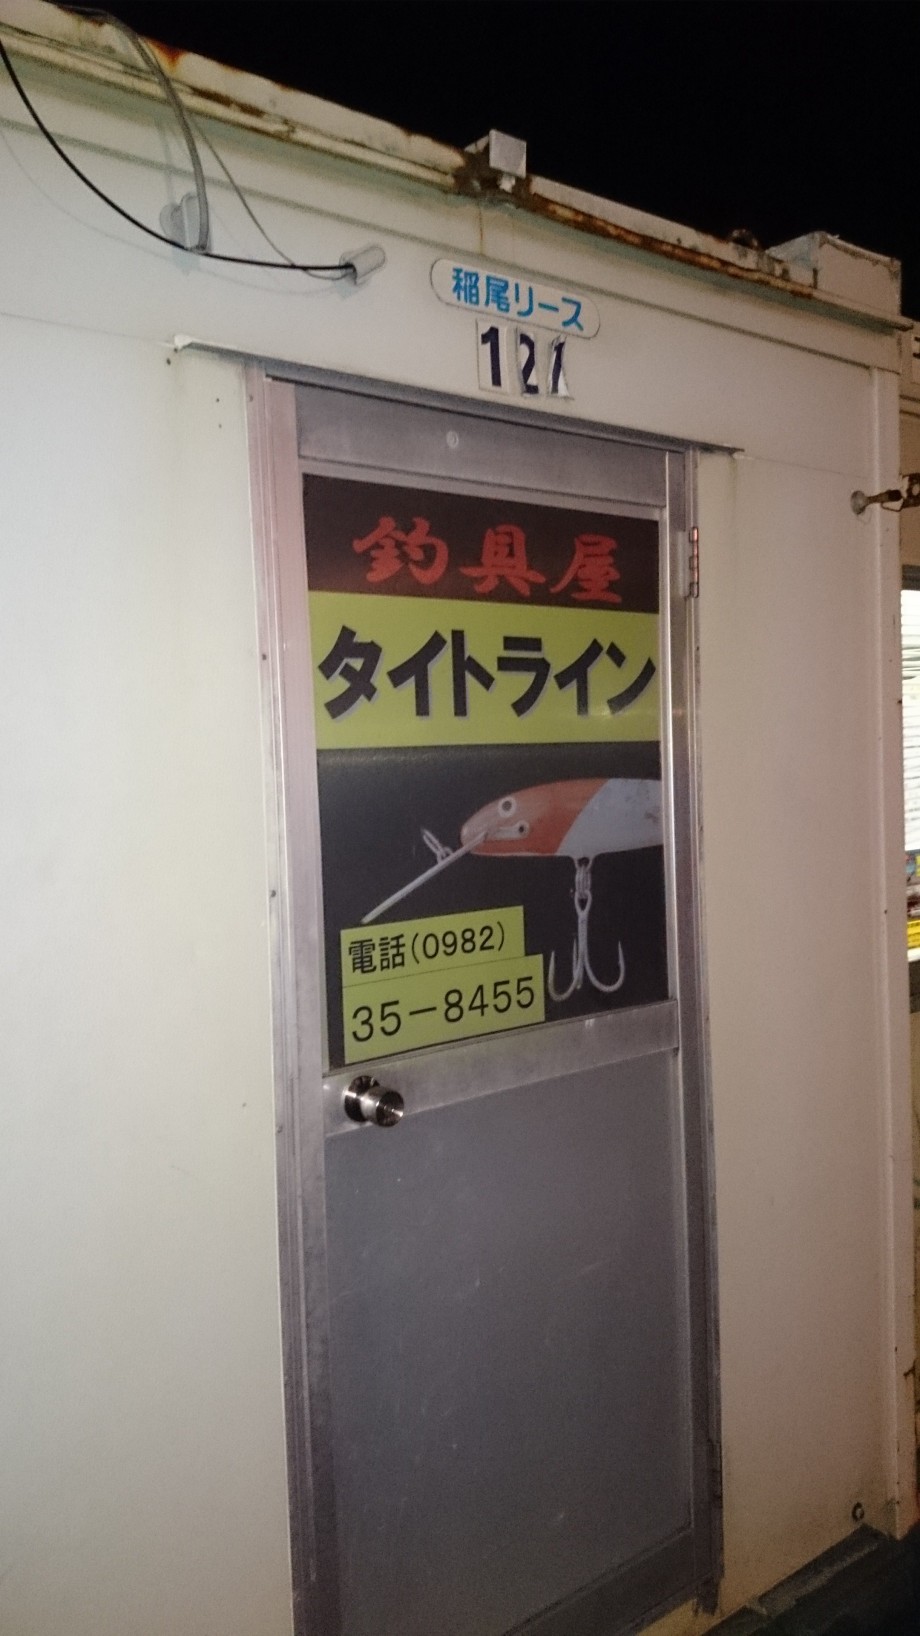 稲尾リース
121
釣具屋
タイトライン
電話(0982)
35-8455